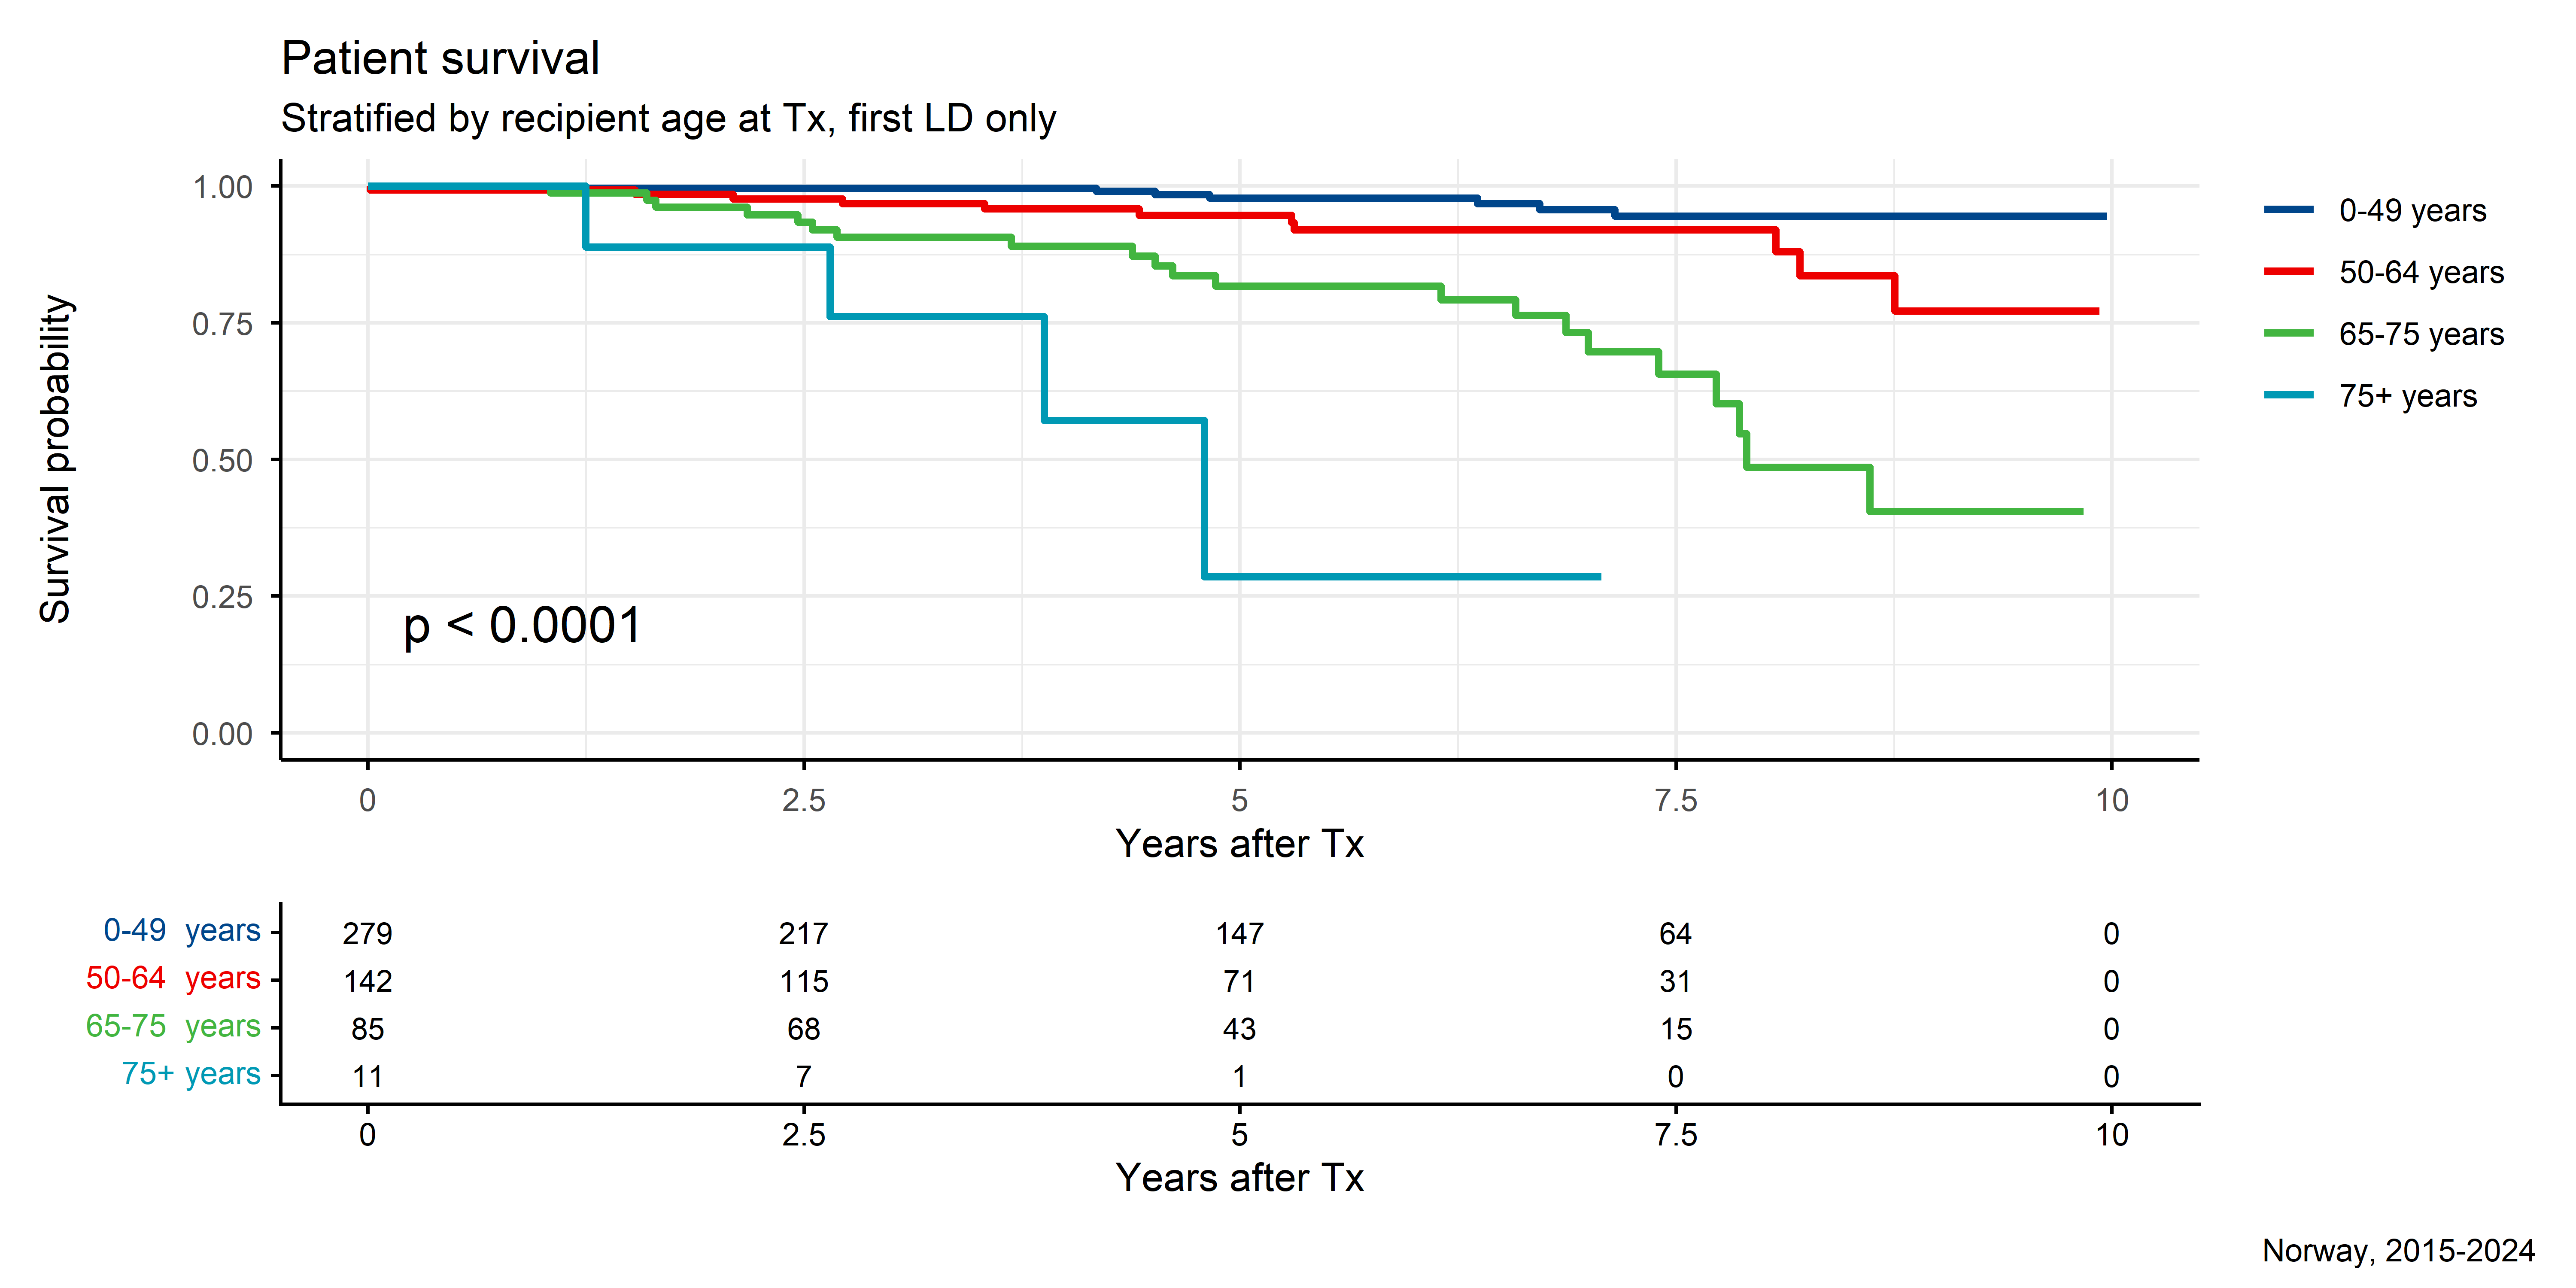 Patient survival
Stratified by recipient age at Tx, first LD only
Survival probability
1.00
0.75
0.50
0.25
0.00
p < 0.0001
0 2.5 5 7.5 10
Years after Tx
0-49 years
50-64 years
65-75 years
75+ years
0-49 years 279 217 147 64 0
50-64 years 142 115 71 31 0
65-75 years 85 68 43 15 0
75+ years 11 7 1 0 0
0 2.5 5 7.5 10
Years after Tx
Norway, 2015-2024